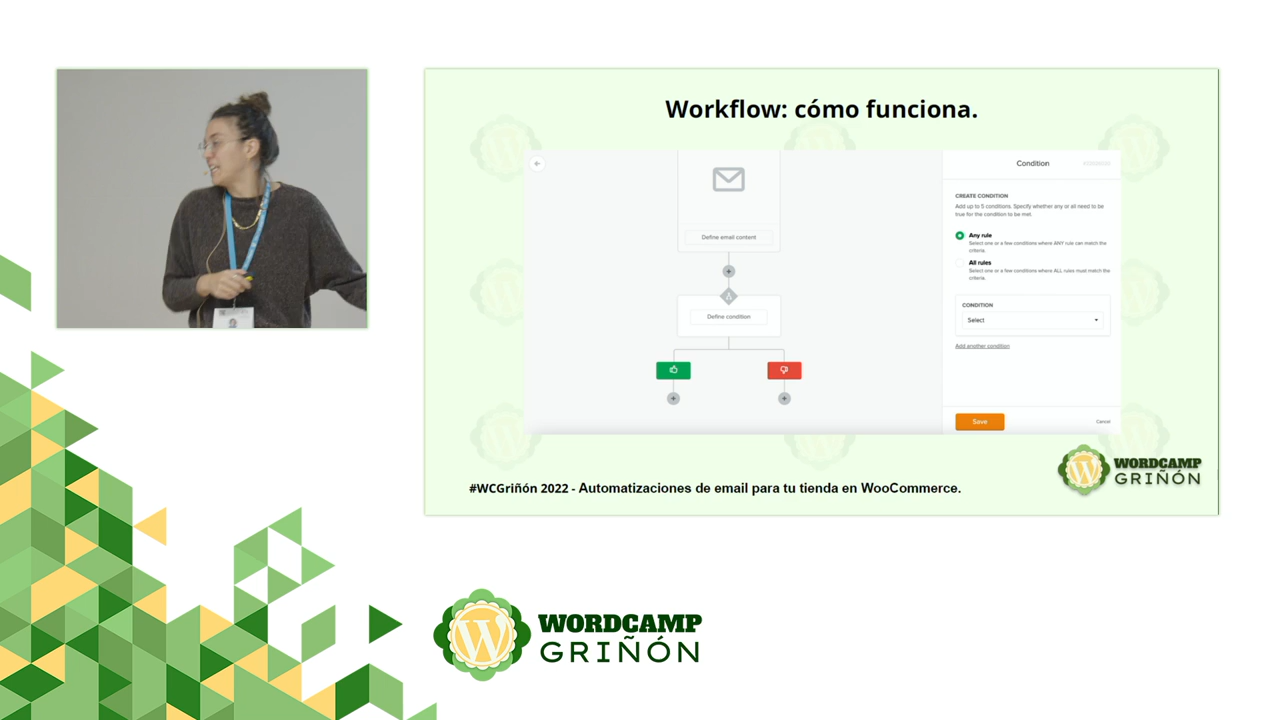 Workflow: cómo funciona.
Define email content
Define condition
Condition
CREATE CONDITION
Add up to 5 conditions. Specify whether any or all need to be
true for the condition to be met.
Any rule
Select one or a few conditions where ANY rule can match the
criteria.
All rules
Select one or a few conditions where ALL rules must match the
criteria.
CONDITION
Select
Add another condition
Save
Cancel
WORDCAMP
GRIÑÓN
#WCGriñón 2022 - Automatizaciones de email para tu tienda en WooCommerce.
WORDCAMP
GRIÑÓN